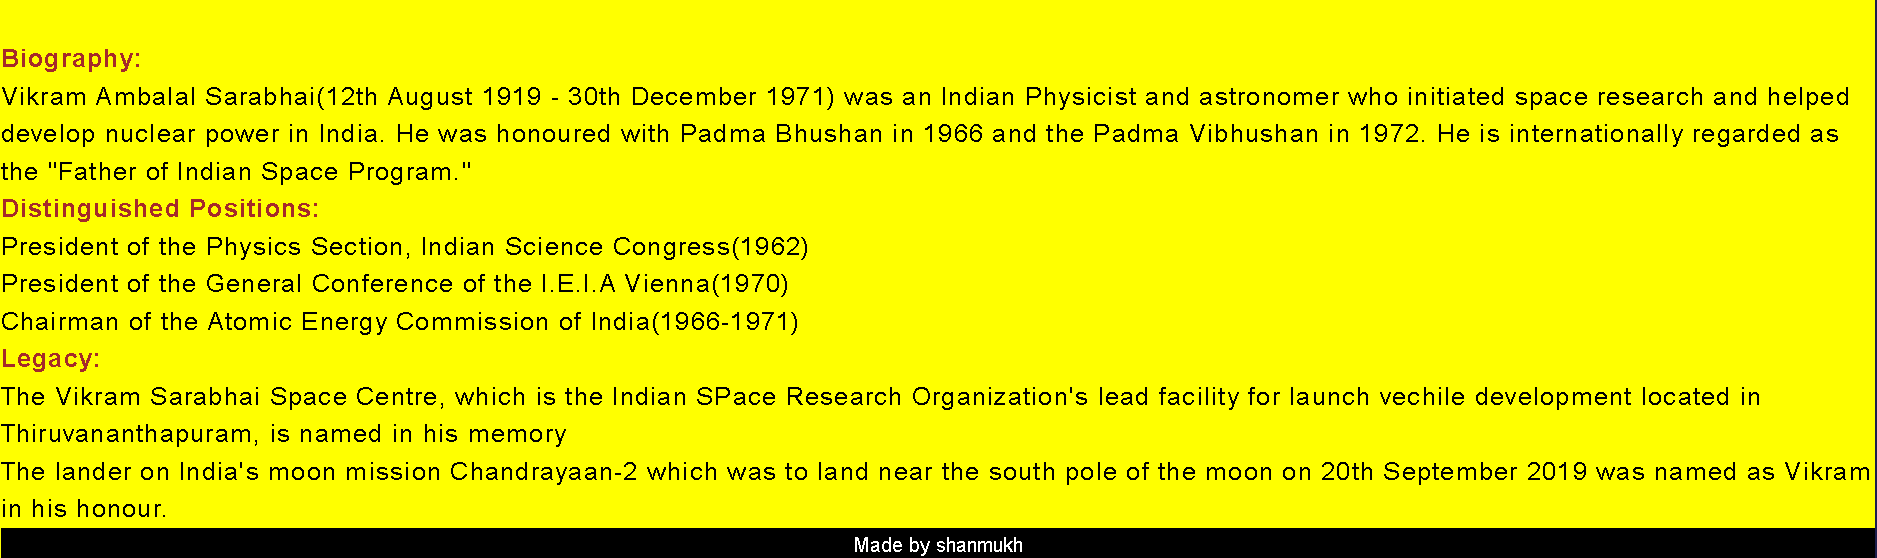 Biography:
Vikram Ambalal Sarabhai(12th August 1919 - 30th December 1971) was an Indian Physicist and astronomer who initiated space research and helped
develop nuclear power in India. He was honoured with Padma Bhushan in 1966 and the Padma Vibhushan in 1972. He is internationally regarded as
the "Father of Indian Space Program."
Distinguished Positions:
President of the Physics Section, Indian Science Congress(1962)
President of the General Conference of the I.E.I.A Vienna(1970)
Chairman of the Atomic Energy Commission of India(1966-1971)
Legacy:
The Vikram Sarabhai Space Centre, which is the Indian SPace Research Organization's lead facility for launch vechile development located in
Thiruvananthapuram, is named in his memory
The lander on India's moon mission Chandrayaan-2 which was to land near the south pole of the moon on 20th September 2019 was named as Vikram
in his honour.
Made by shanmukh